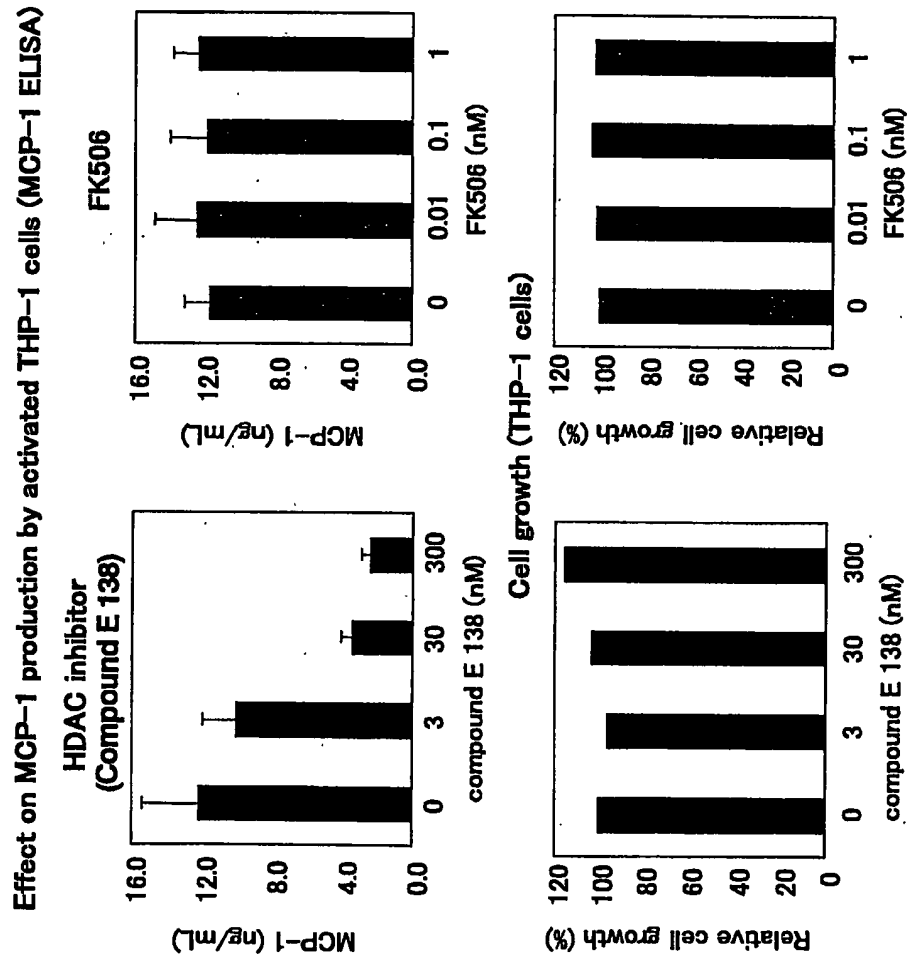 Effect on MCP-1 production by activated THP-1 cells (MCP-1 ELISA)
HDAC inhibitor
(Compound E 138)
MCP-1 (ng/mL)
16.0
12.0
8.0
4.0
0.0
0 3 30 300
compound E 138 (nM)
FK506
MCP-1 (ng/mL)
16.0
12.0
8.0
4.0
0.0
0 0.01 0.1 1
FK506 (nM)
Cell growth (THP-1 cells)
Relative cell growth (%)
120
100
80
60
40
20
0
0 3 30 300
compound E 138 (nM)
Relative cell growth (%)
120
100
80
60
40
20
0
0 0.01 0.1 1
FK506 (nM)